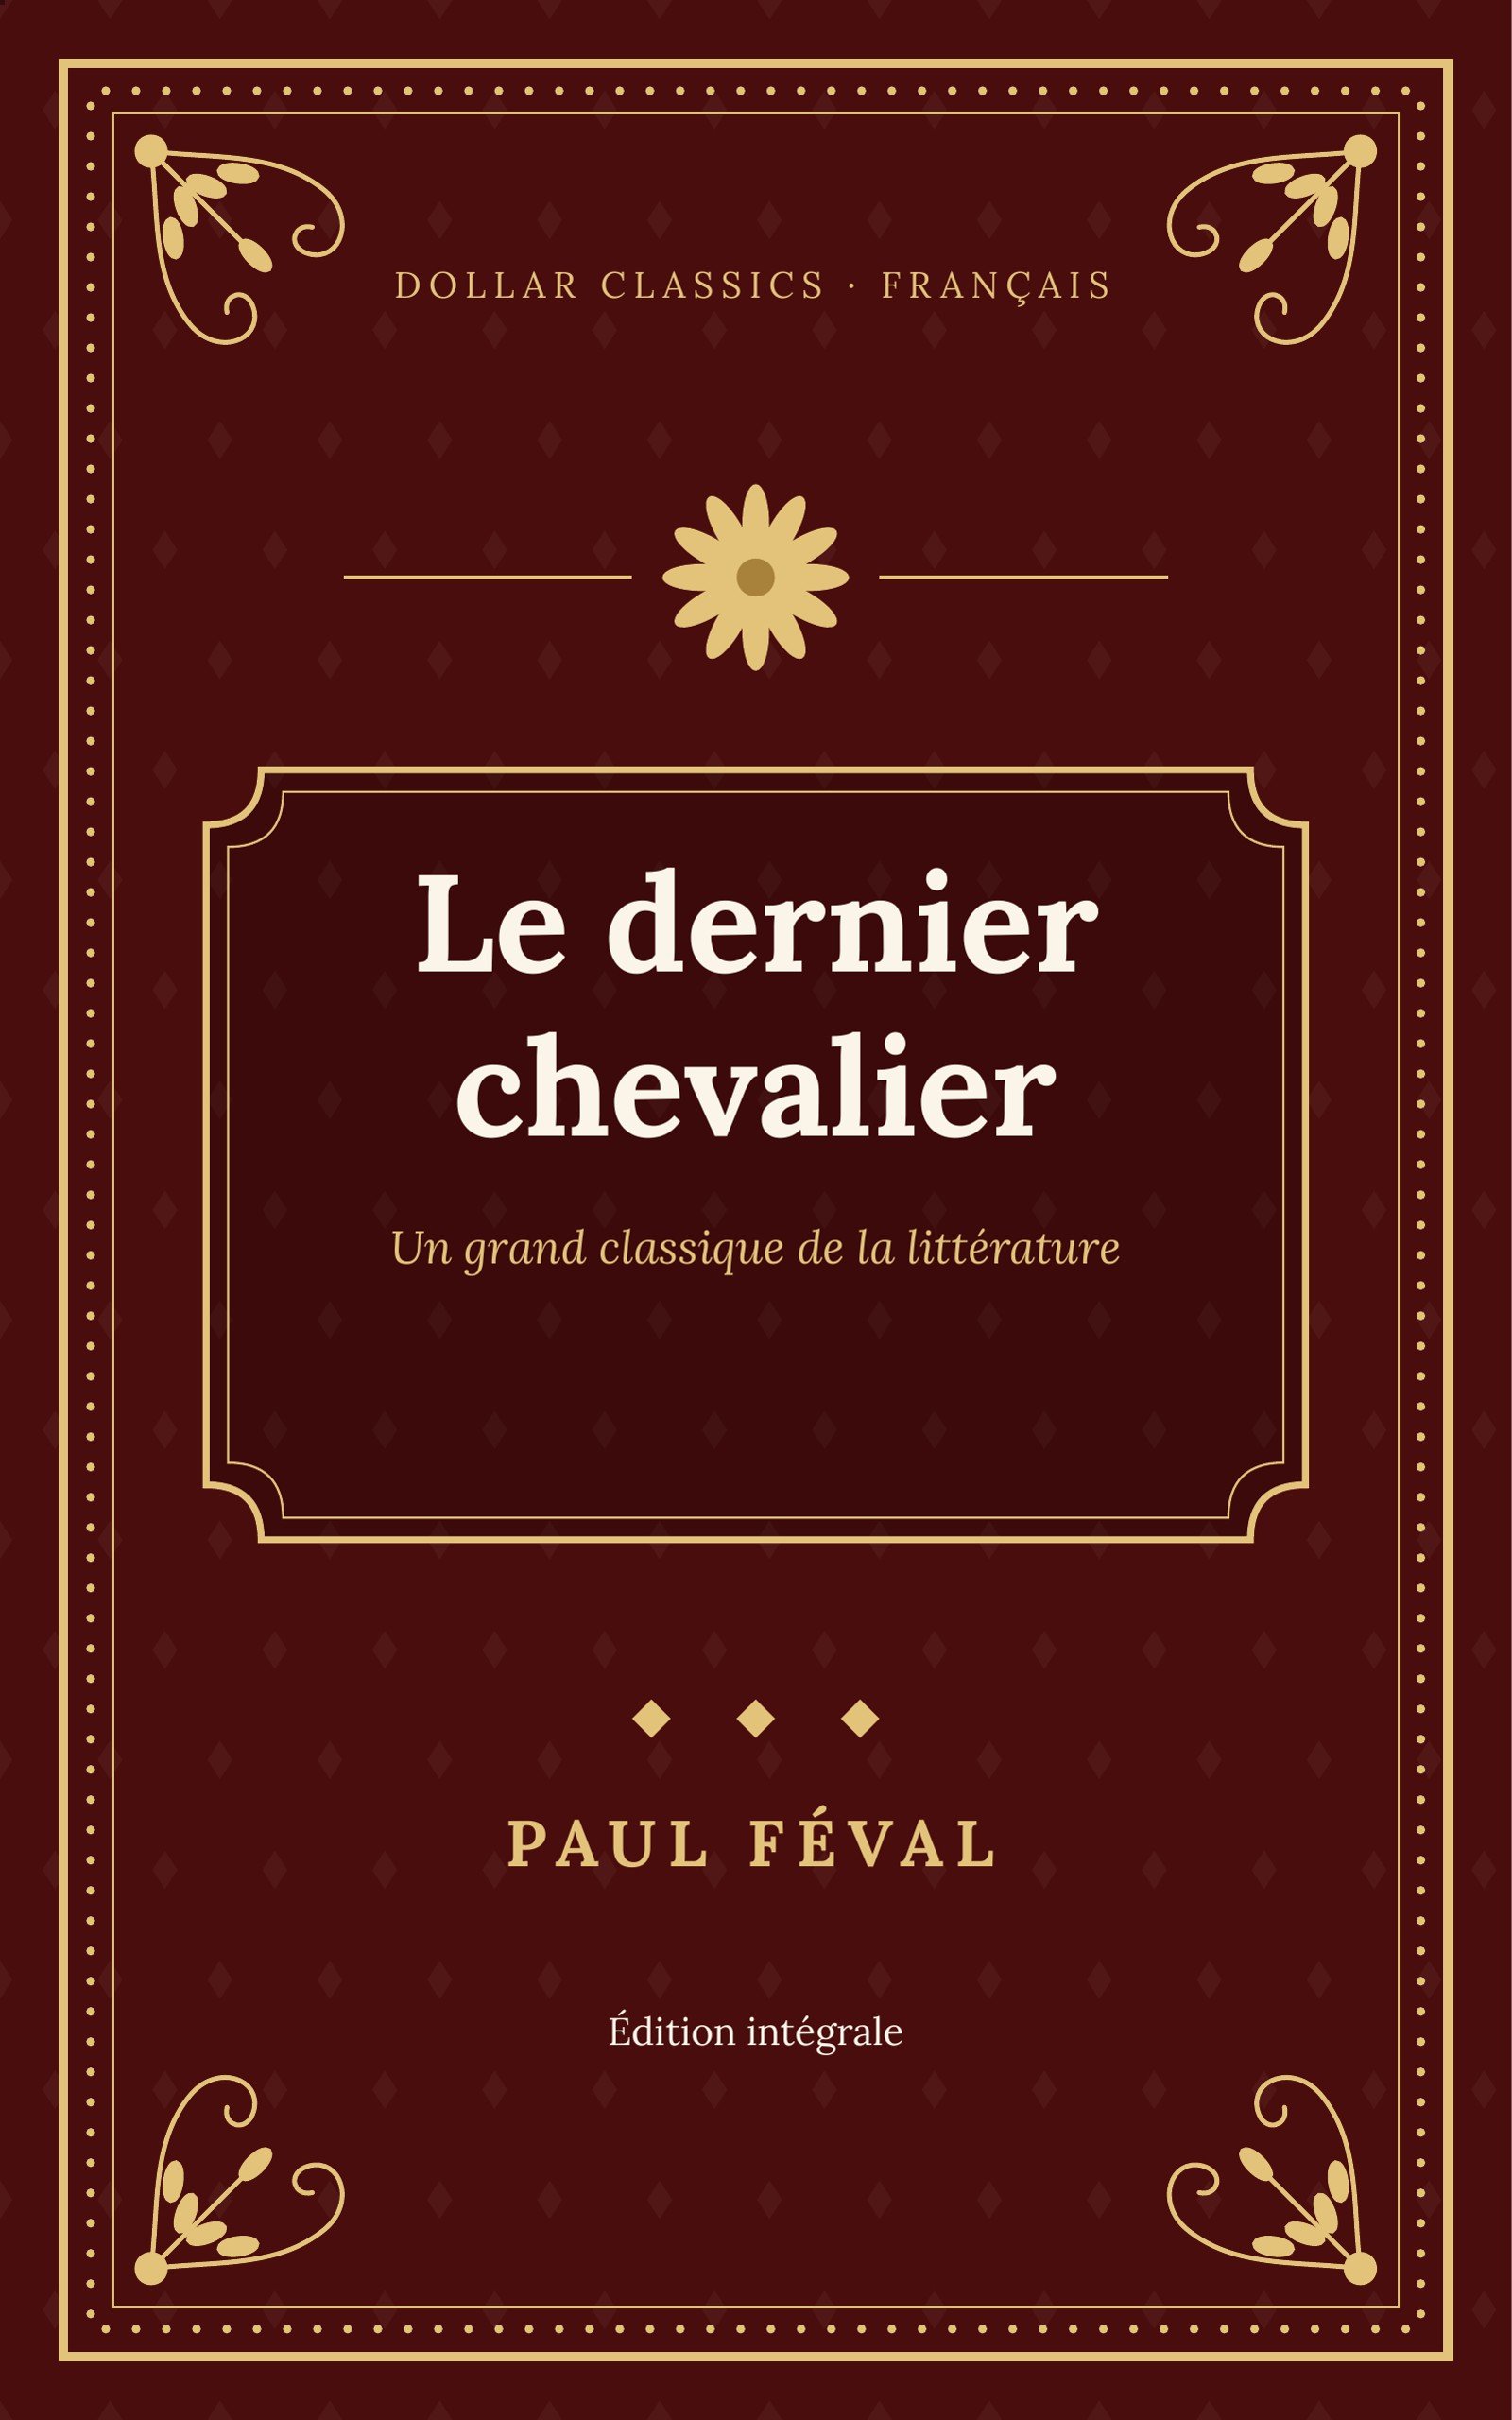 DOLLAR CLASSICS · FRANÇAIS
Le dernier
chevalier
Un grand classique de la littérature
PAUL FÉVAL
Édition intégrale